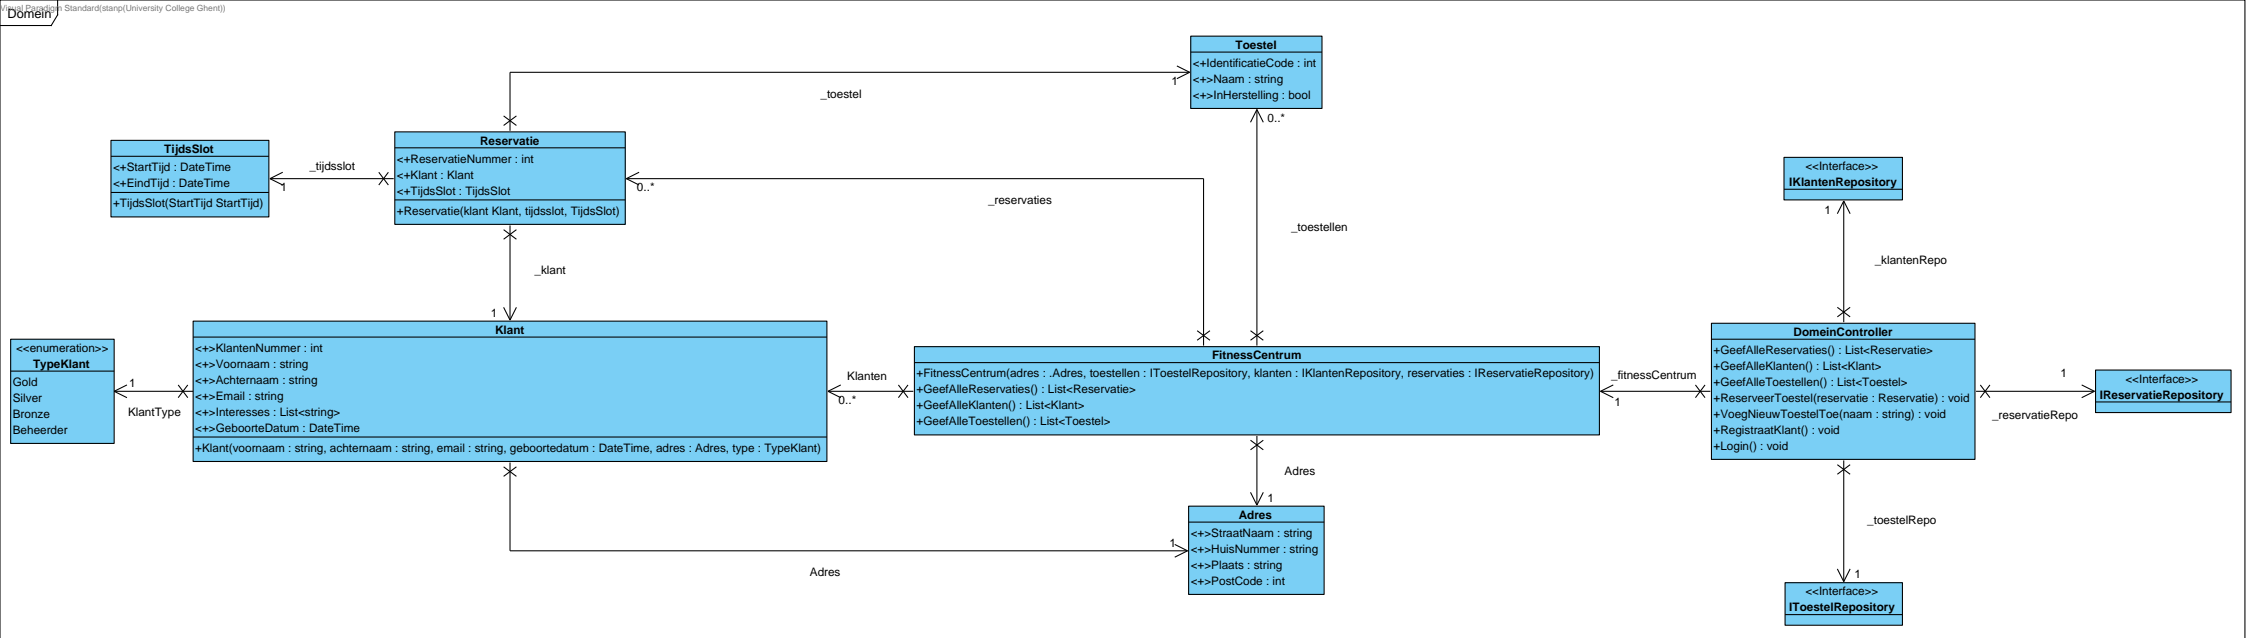 Visual Paradigm Standard(stanp(University College Ghent))
Domein
Toestel
<+IdentificatieCode : int
<+>Naam : string
<+>InHerstelling : bool
1
_toestel
0..*
Reservatie
<+ReservatieNummer : int
<+Klant : Klant
<+TijdsSlot : TijdsSlot
+Reservatie(klant Klant, tijdsslot, TijdsSlot)
TijdsSlot
<+StartTijd : DateTime
<+EindTijd : DateTime
+TijdsSlot(StartTijd StartTijd)
_tijdsslot
1
0..*
_reservaties
_toestellen
<<Interface>>
IKlantenRepository
1
_klantenRepo
_klant
1
Klant
<+>KlantenNummer : int
<+>Voornaam : string
<+>Achternaam : string
<+>Email : string
<+>Interesses : List<string>
<+>GeboorteDatum : DateTime
+Klant(voornaam : string, achternaam : string, email : string, geboortedatum : DateTime, adres : Adres, type : TypeKlant)
<<enumeration>>
TypeKlant
Gold
Silver
Bronze
Beheerder
1
KlantType
Klanten
0..*
FitnessCentrum
+FitnessCentrum(adres : .Adres, toestellen : IToestelRepository, klanten : IKlantenRepository, reservaties : IReservatieRepository)
+GeefAlleReservaties() : List<Reservatie>
+GeefAlleKlanten() : List<Klant>
+GeefAlleToestellen() : List<Toestel>
_fitnessCentrum
1
DomeinController
+GeefAlleReservaties() : List<Reservatie>
+GeefAlleKlanten() : List<Klant>
+GeefAlleToestellen() : List<Toestel>
+ReserveerToestel(reservatie : Reservatie) : void
+VoegNieuwToestelToe(naam : string) : void
+RegistraatKlant() : void
+Login() : void
1
_reservatieRepo
<<Interface>>
IReservatieRepository
Adres
1
Adres
<+>StraatNaam : string
<+>HuisNummer : string
<+>Plaats : string
<+>PostCode : int
1
Adres
_toestelRepo
1
<<Interface>>
IToestelRepository